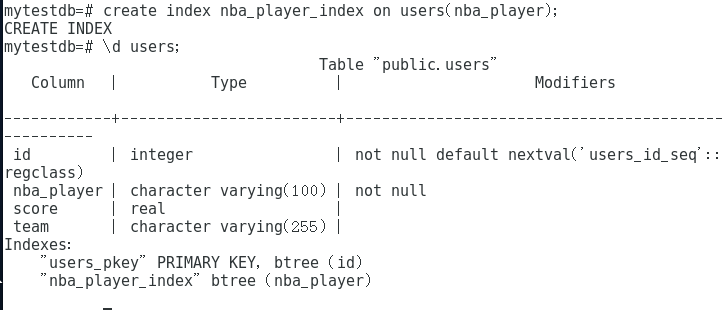 mytestdb=# create index nba_player_index on users(nba_player);
CREATE INDEX
mytestdb=# \d users;
                                   Table "public.users"
   Column   |          Type          |                      Modifiers
------------+------------------------+------------------------------------------
----------
 id         | integer                | not null default nextval('users_id_seq'::
regclass)
 nba_player | character varying(100) | not null
 score      | real                   |
 team       | character varying(255) |
Indexes:
    "users_pkey" PRIMARY KEY, btree (id)
    "nba_player_index" btree (nba_player)